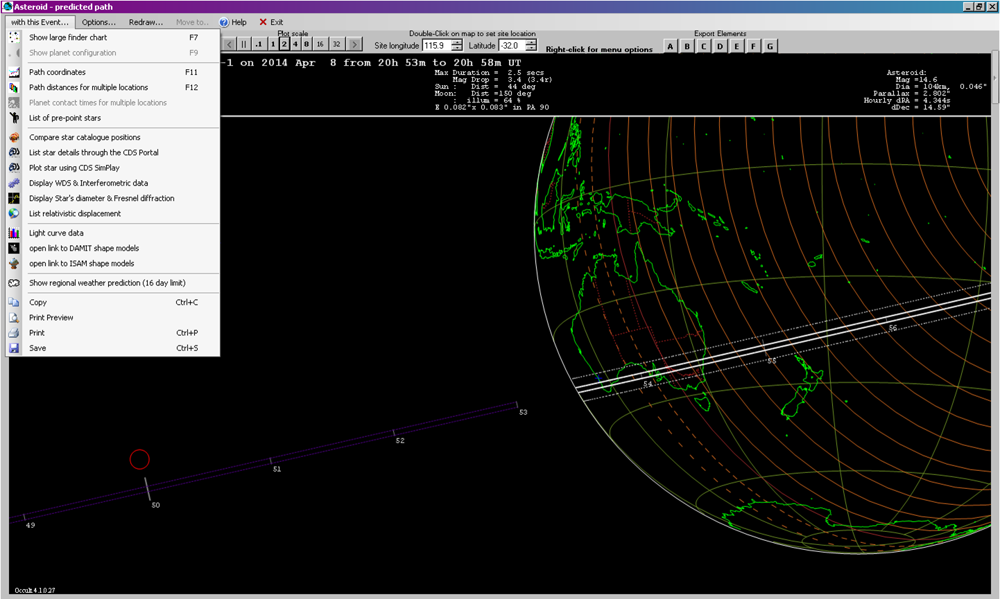 Asteroid - predicted path
with this Event... Options... Redraw... Move to.. Help Exit
Plot scale Double-Click on map to set site location Export Elements
.1 1 2 4 8 16 32 Site longitude 115.9 Latitude -32.0 Right-click for menu options A B C D E F G
Show large finder chart F7
Show planet configuration F9
Path coordinates F11
Path distances for multiple locations F12
Planet contact times for multiple locations
List of pre-point stars
Compare star catalogue positions
List star details through the CDS Portal
Plot star using CDS SimPlay
Display WDS & Interferometric data
Display Star's diameter & Fresnel diffraction
List relativistic displacement
Light curve data
open link to DAMIT shape models
open link to ISAM shape models
Show regional weather prediction (16 day limit)
Copy Ctrl+C
Print Preview
Print Ctrl+P
Save Ctrl+S
-1 on 2014 Apr 8 from 20h 53m to 20h 58m UT
Max Duration = 2.5 secs
Mag Drop = 3.4 (3.4r)
Sun : Dist = 44 deg
Moon: Dist =150 deg
: illum = 64 %
E 0.082"x 0.083" in PA 90
Asteroid:
Mag =14.6
Dia = 104km, 0.046"
Parallax = 2.802"
Hourly dRA = 4.344s
dDec = 14.59"
56
55
54
53
52
51
50
49
Occult 4.1.0.27